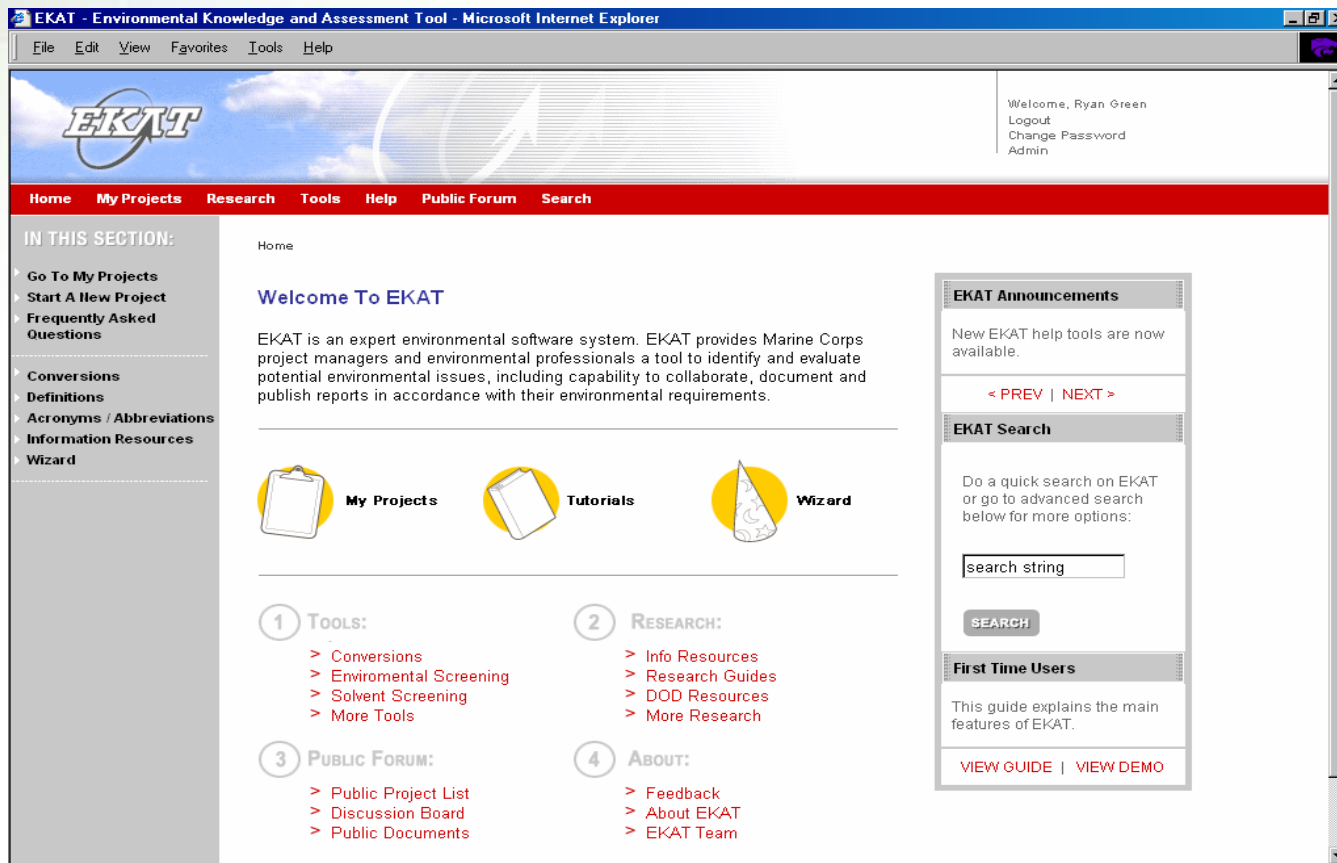 EKAT - Environmental Knowledge and Assessment Tool - Microsoft Internet Explorer
File Edit View Favorites Tools Help
EKAT
Welcome, Ryan Green
Logout
Change Password
Admin
Home My Projects Research Tools Help Public Forum Search
IN THIS SECTION:
Go To My Projects
Start A New Project
Frequently Asked
Questions
Conversions
Definitions
Acronyms / Abbreviations
Information Resources
Wizard
Home
Welcome To EKAT
EKAT is an expert environmental software system. EKAT provides Marine Corps
project managers and environmental professionals a tool to identify and evaluate
potential environmental issues, including capability to collaborate, document and
publish reports in accordance with their environmental requirements.
My Projects Tutorials Wizard
1 TOOLS:
> Conversions
> Enviromental Screening
> Solvent Screening
> More Tools
2 RESEARCH:
> Info Resources
> Research Guides
> DOD Resources
> More Research
3 PUBLIC FORUM:
> Public Project List
> Discussion Board
> Public Documents
4 ABOUT:
> Feedback
> About EKAT
> EKAT Team
EKAT Announcements
New EKAT help tools are now
available.
< PREV | NEXT >
EKAT Search
Do a quick search on EKAT
or go to advanced search
below for more options:
search string
SEARCH
First Time Users
This guide explains the main
features of EKAT.
VIEW GUIDE | VIEW DEMO